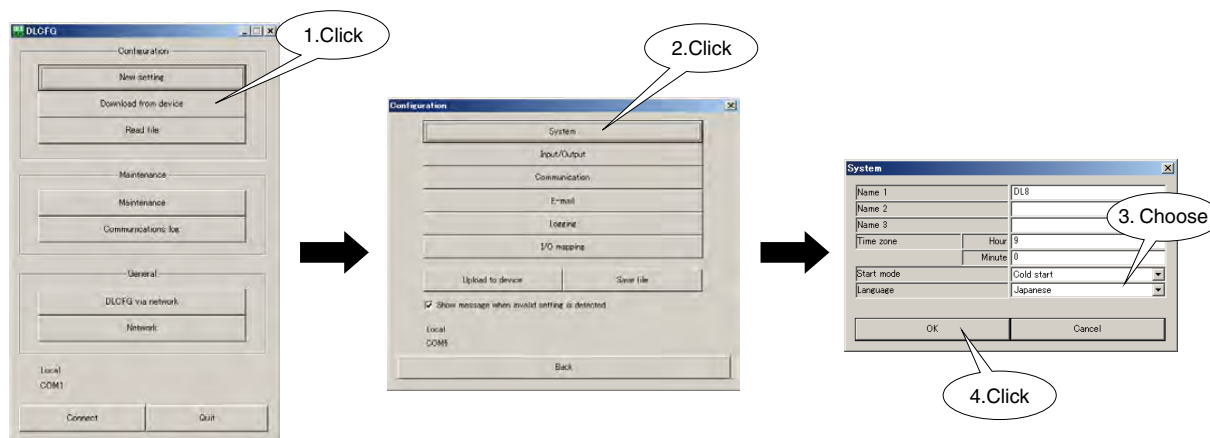 DLCFG
1.Click
Configuration
New setting
Download from device
Read file
Maintenance
Maintenance
Communications log
General
DLCFG via network
Network
Local
COM1
Connect
Quit
2.Click
Configuration
System
Input/Output
Communication
E-mail
Logging
I/O mapping
Upload to device
Save file
Show message when invalid setting is detected
Local
COM5
Back
System
Name 1 DL8
Name 2
Name 3
3. Choose
Time zone Hour 9
Minute 0
Start mode Cold start
Language Japanese
OK Cancel
4.Click